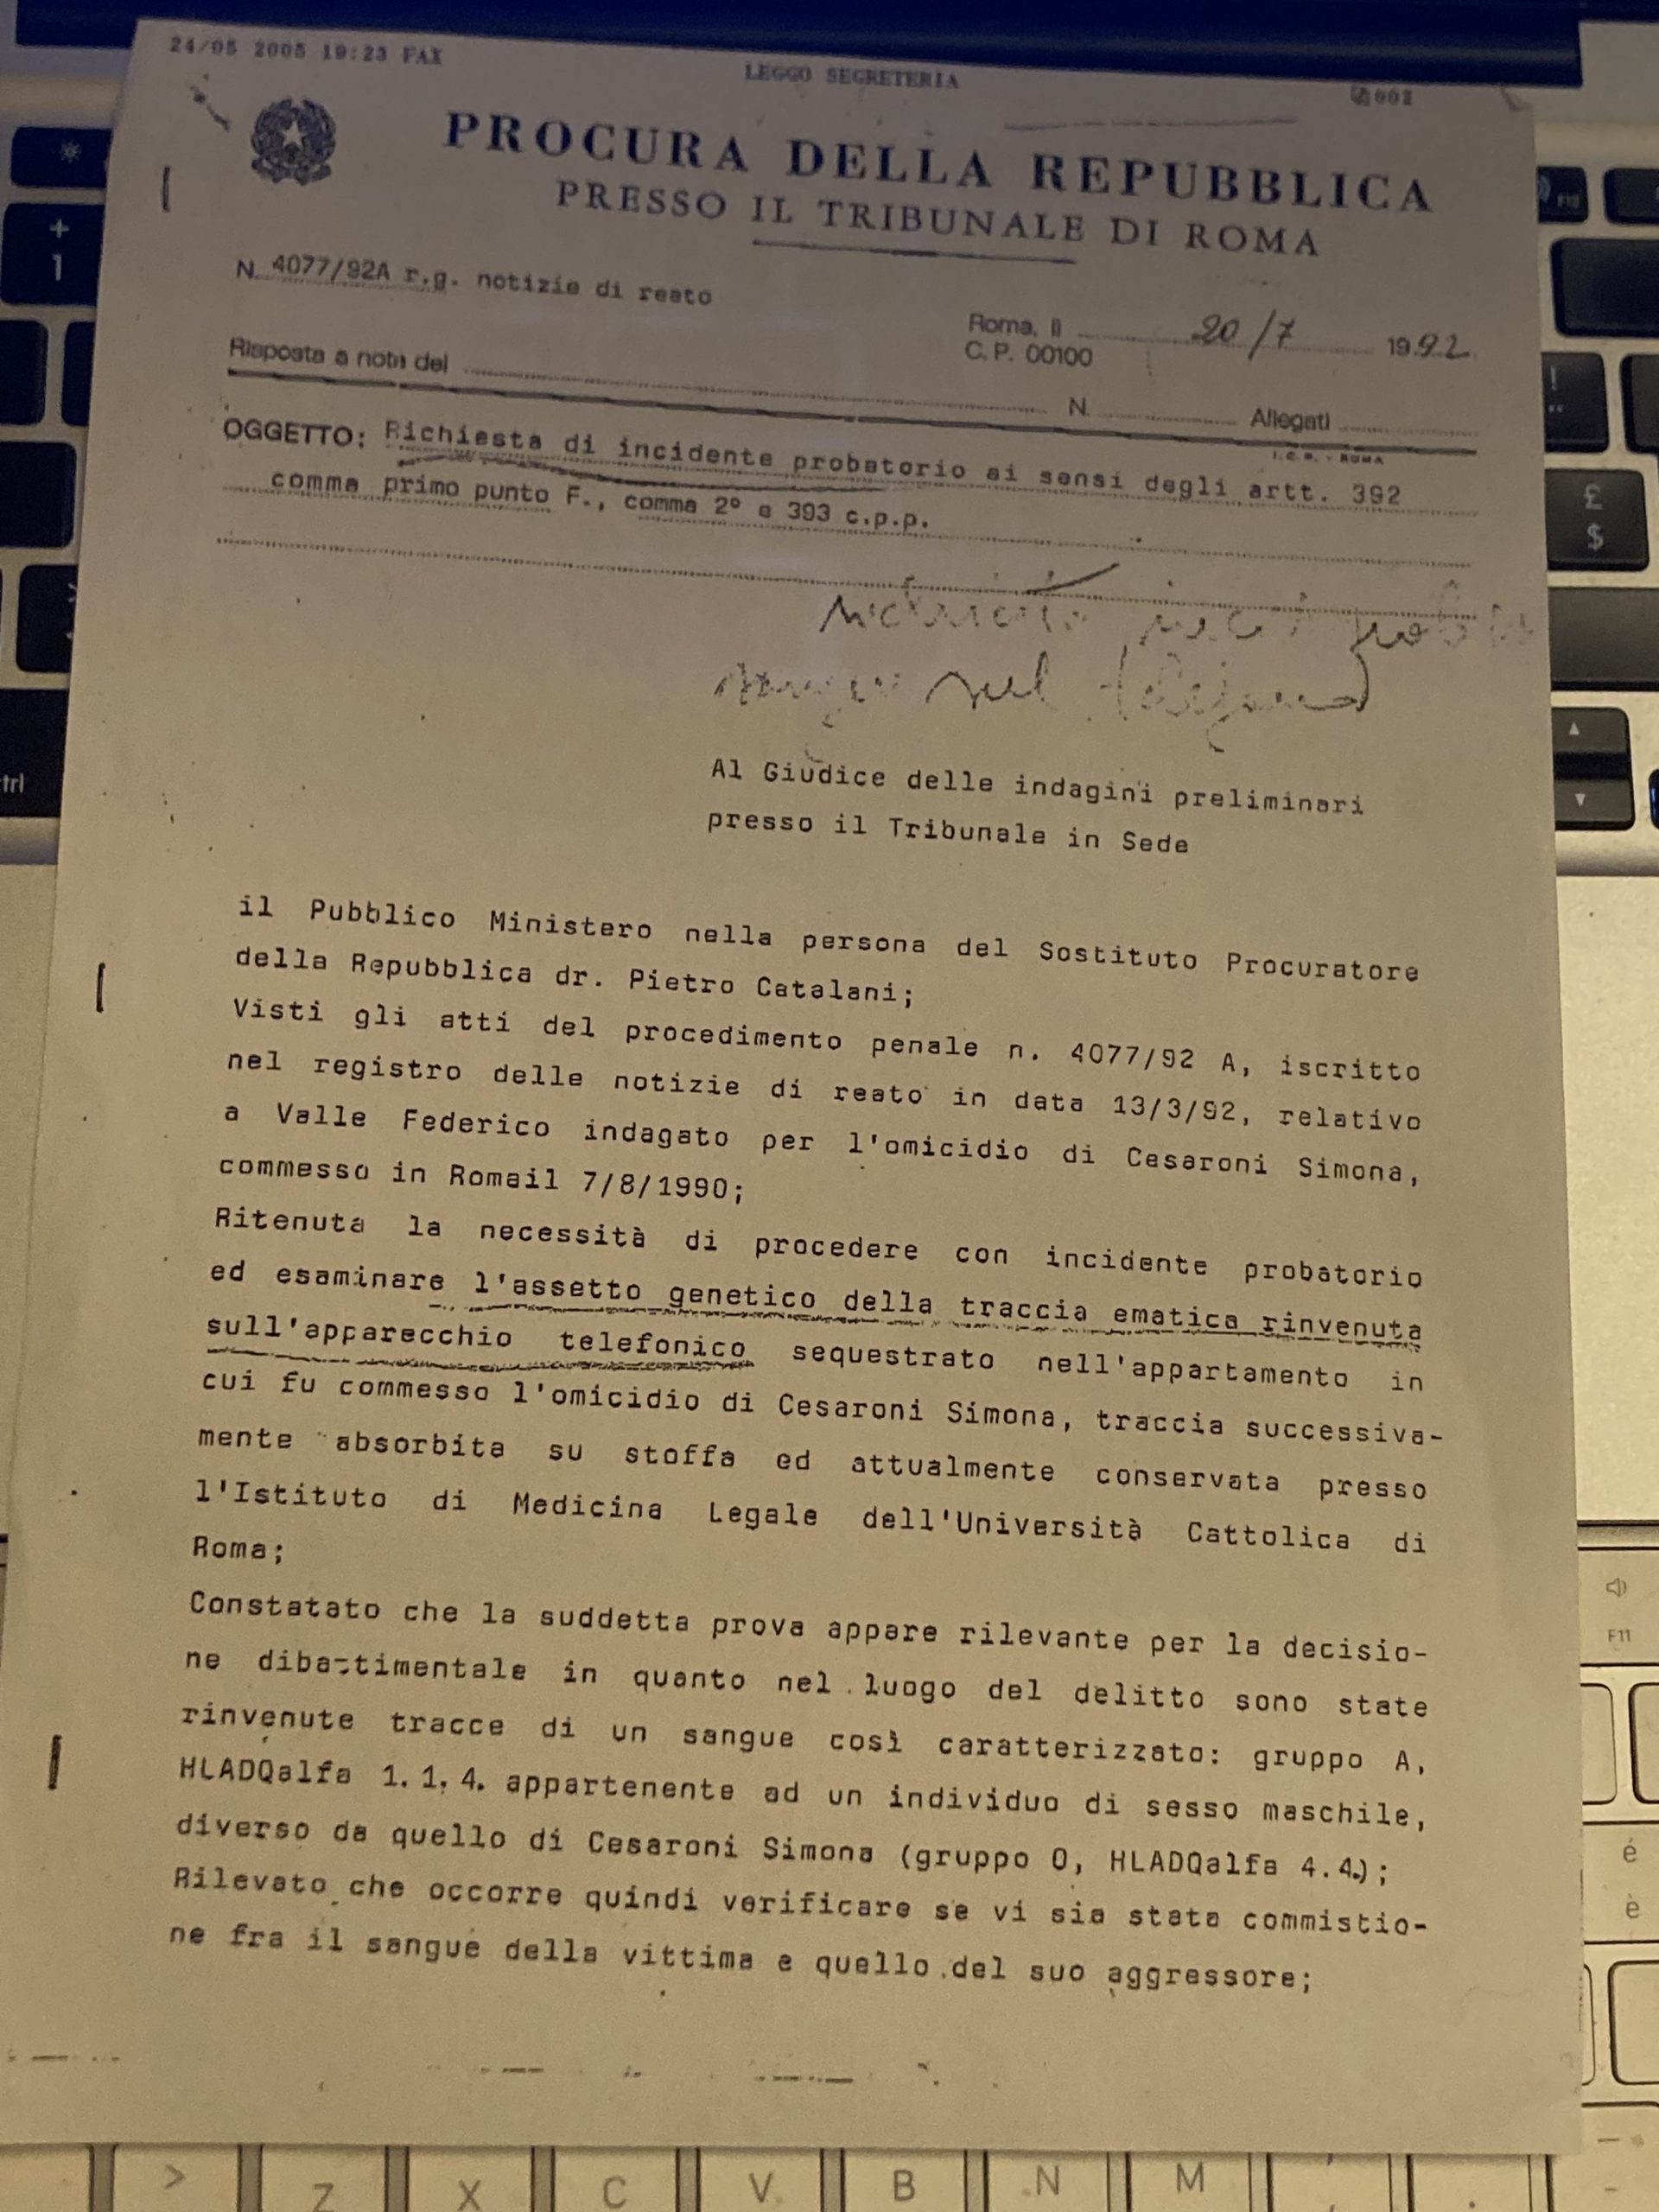 24/05 2005 19:23 FAX
LEGGO SEGRETERIA
002
PROCURA DELLA REPUBBLICA
PRESSO IL TRIBUNALE DI ROMA
N. 4077/92A r.g. notizie di reato
Roma, lì 20/7 1992
C. P. 00100
Risposta a nota del
N. Allegati
I.C.R. - ROMA
OGGETTO: Richiesta di incidente probatorio ai sensi degli artt. 392
comma primo punto F., comma 2° e 393 c.p.p.
sul
Al Giudice delle indagini preliminari
presso il Tribunale in Sede
il Pubblico Ministero nella persona del Sostituto Procuratore
della Repubblica dr. Pietro Catalani;
Visti gli atti del procedimento penale n. 4077/92 A, iscritto
nel registro delle notizie di reato in data 13/3/92, relativo
a Valle Federico indagato per l'omicidio di Cesaroni Simona,
commesso in Romail 7/8/1990;
Ritenuta la necessità di procedere con incidente probatorio
ed esaminare l'assetto genetico della traccia ematica rinvenuta
sull'apparecchio telefonico sequestrato nell'appartamento in
cui fu commesso l'omicidio di Cesaroni Simona, traccia successiva-
mente absorbita su stoffa ed attualmente conservata presso
l'Istituto di Medicina Legale dell'Università Cattolica di
Roma;
Constatato che la suddetta prova appare rilevante per la decisio-
ne dibattimentale in quanto nel luogo del delitto sono state
rinvenute tracce di un sangue così caratterizzato: gruppo A,
HLADQalfa 1.1,4. appartenente ad un individuo di sesso maschile,
diverso da quello di Cesaroni Simona (gruppo O, HLADQalfa 4.4.);
Rilevato che occorre quindi verificare se vi sia stata commistio-
ne fra il sangue della vittima e quello del suo aggressore;
+
1
F12
!
£
$
trl
F11
é
è
>
Z
X
C
V
B
N
M